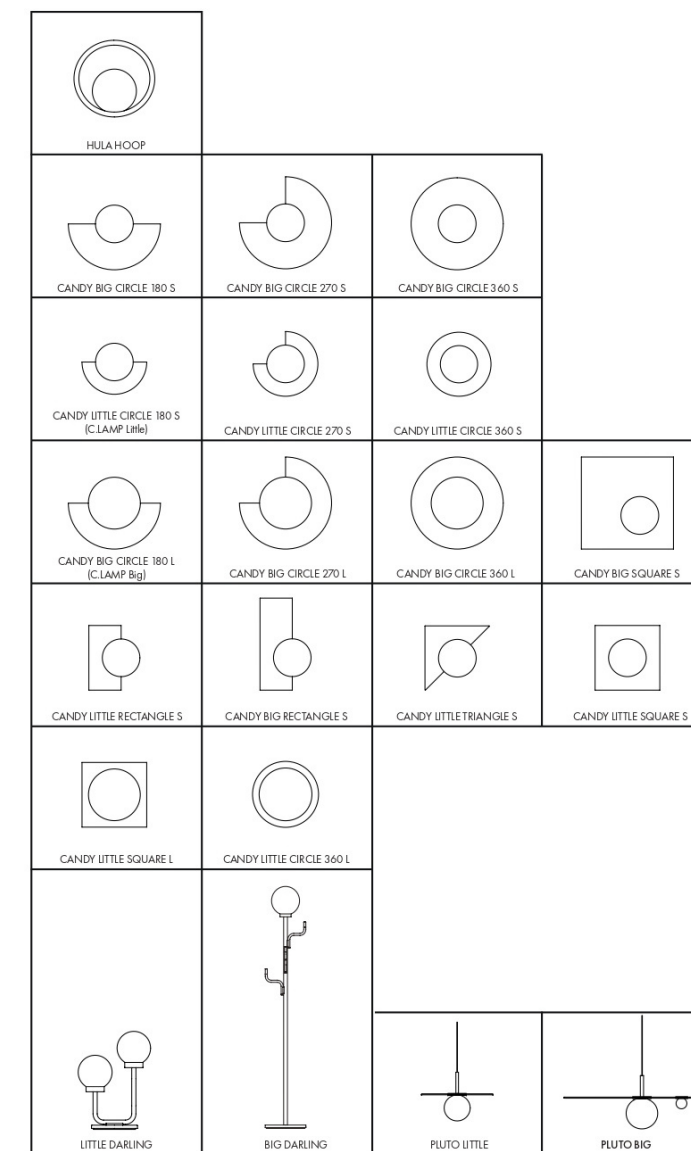 HULA HOOP
CANDY BIG CIRCLE 180 S
CANDY BIG CIRCLE 270 S
CANDY BIG CIRCLE 360 S
CANDY LITTLE CIRCLE 180 S
(C.LAMP Little)
CANDY LITTLE CIRCLE 270 S
CANDY LITTLE CIRCLE 360 S
CANDY BIG CIRCLE 180 L
(C.LAMP Big)
CANDY BIG CIRCLE 270 L
CANDY BIG CIRCLE 360 L
CANDY BIG SQUARE S
CANDY LITTLE RECTANGLE S
CANDY BIG RECTANGLE S
CANDY LITTLE TRIANGLE S
CANDY LITTLE SQUARE S
CANDY LITTLE SQUARE L
CANDY LITTLE CIRCLE 360 L
LITTLE DARLING
BIG DARLING
PLUTO LITTLE
PLUTO BIG